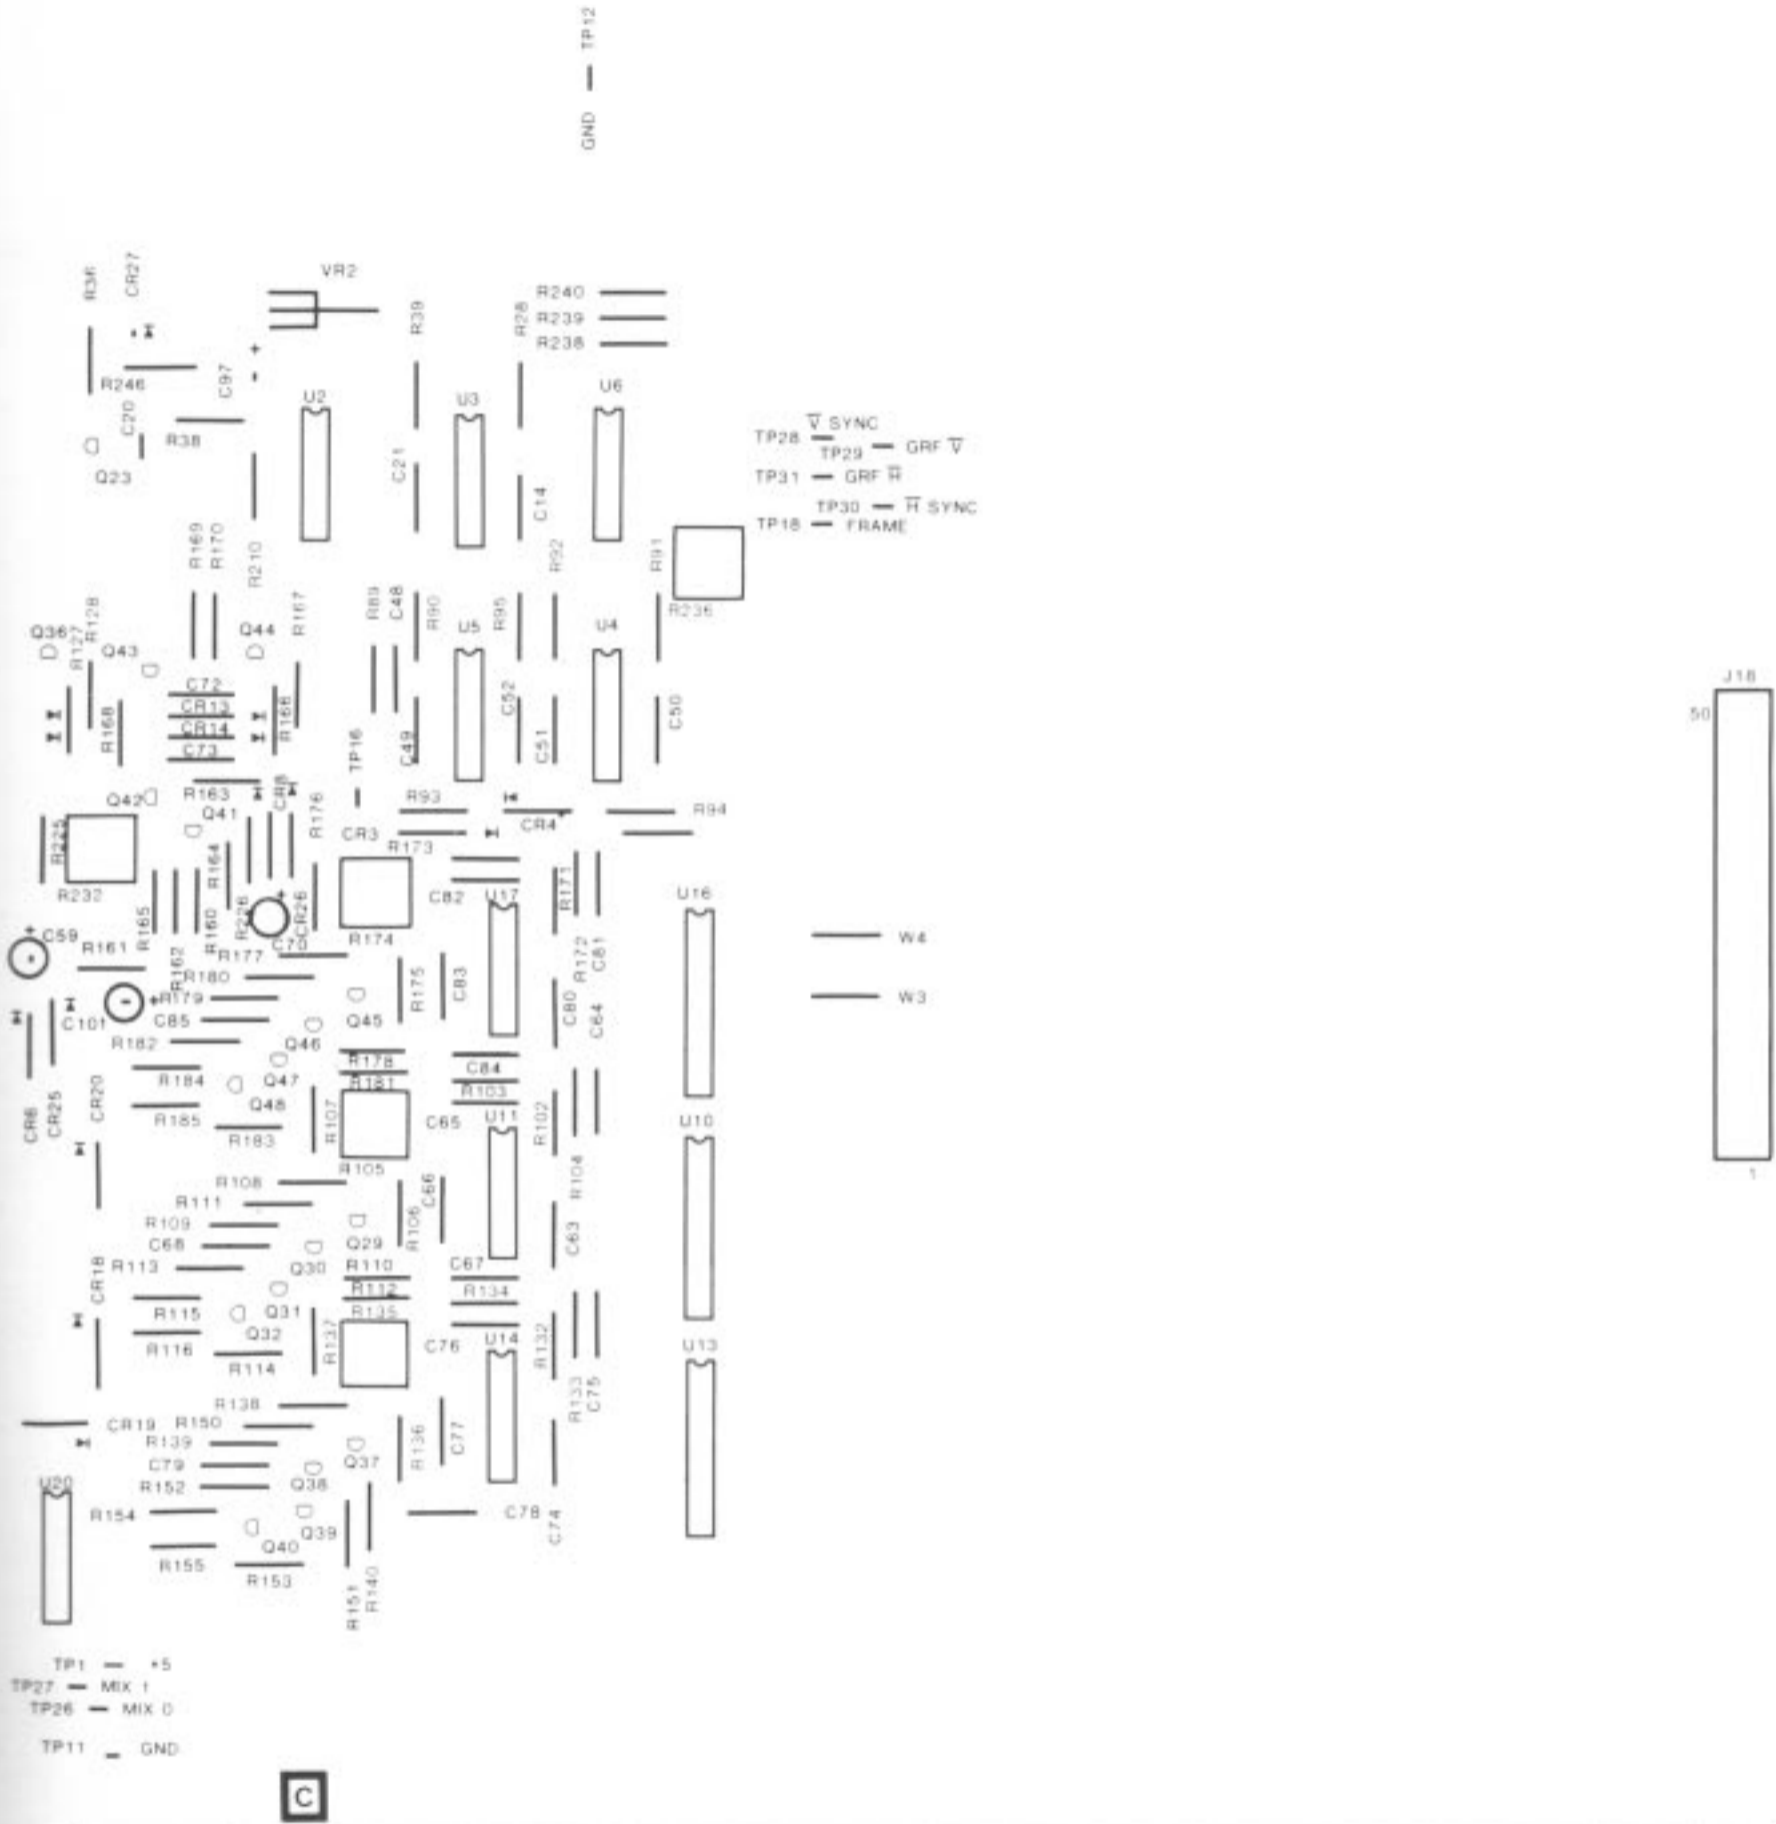 TP12
GND
R36
CR27
VR2
R39
R28
R240
R239
R238
R246
C97
U2
U3
U6
C20
R38
Q23
C21
C14
V̅ SYNC
TP28
TP29 GRF V̅
TP31 GRF H̅
TP30 H̅ SYNC
TP18 FRAME
R169
R170
R210
R92
R91
R236
Q36
R127
R128
Q43
Q44
R167
R89
C48
R90
R95
U5
U4
C72
CR13
CR14
C73
R168
R166
C49
C52
C51
C50
J18
50
1
TP16
R163
CR8
Q42
Q41
R176
R93
CR4
R94
CR3
R173
R225
R232
R164
R226
CR26
C70
C82
U17
R171
U16
R174
C59
R161
R165
R162
R160
R177
R180
R179
C85
R175
C83
R172
C81
W4
W3
C101
R182
Q46
Q45
C80
C64
R178
C84
R184
Q47
R181
R103
CR6
CR25
CR20
R185
Q48
R183
R107
C65
U11
R102
U10
R105
R108
R111
R109
C68
R106
C66
R104
C63
Q29
CR18
R113
Q30
R110
C67
R112
R134
R115
Q31
R135
Q32
R116
R114
R137
C76
U14
R132
U13
R138
CR19
R150
R139
R136
C77
R133
C75
C79
Q37
U20
R152
Q38
R154
Q39
C78
C74
Q40
R155
R153
R151
R140
TP1 +5
TP27 MIX 1
TP26 MIX 0
TP11 GND
C